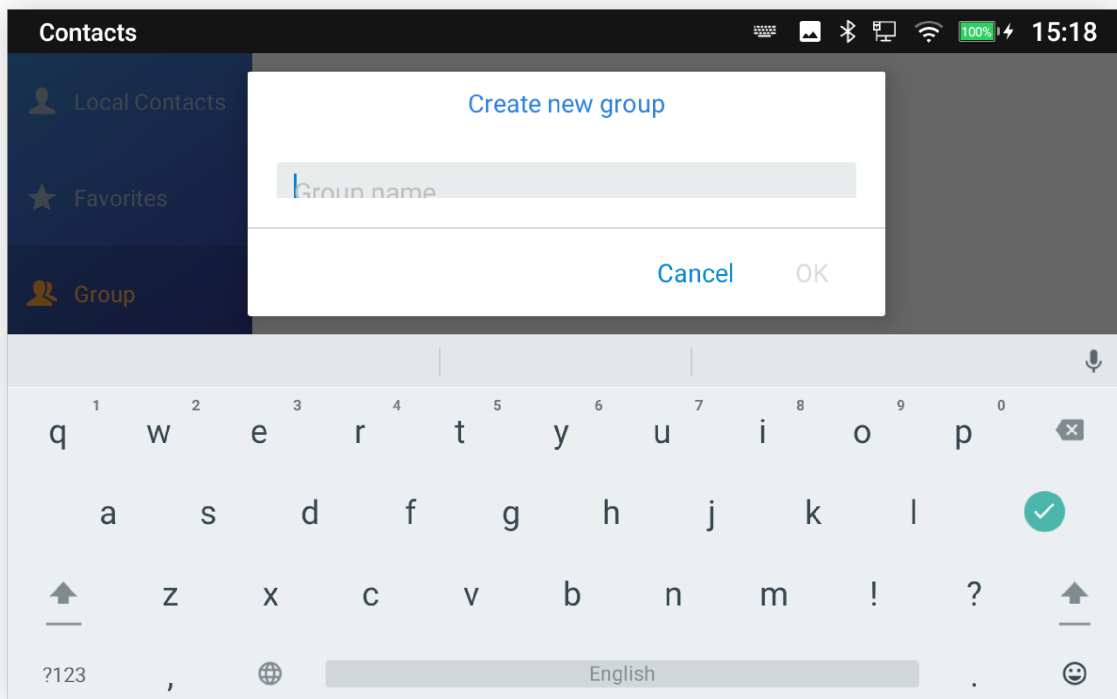 Contacts 100% 15:18
Local Contacts
Favorites
Group
Create new group
Group name
Cancel OK
1 2 3 4 5 6 7 8 9 0
q w e r t y u i o p
a s d f g h j k l
z x c v b n m ! ?
?123 , English .